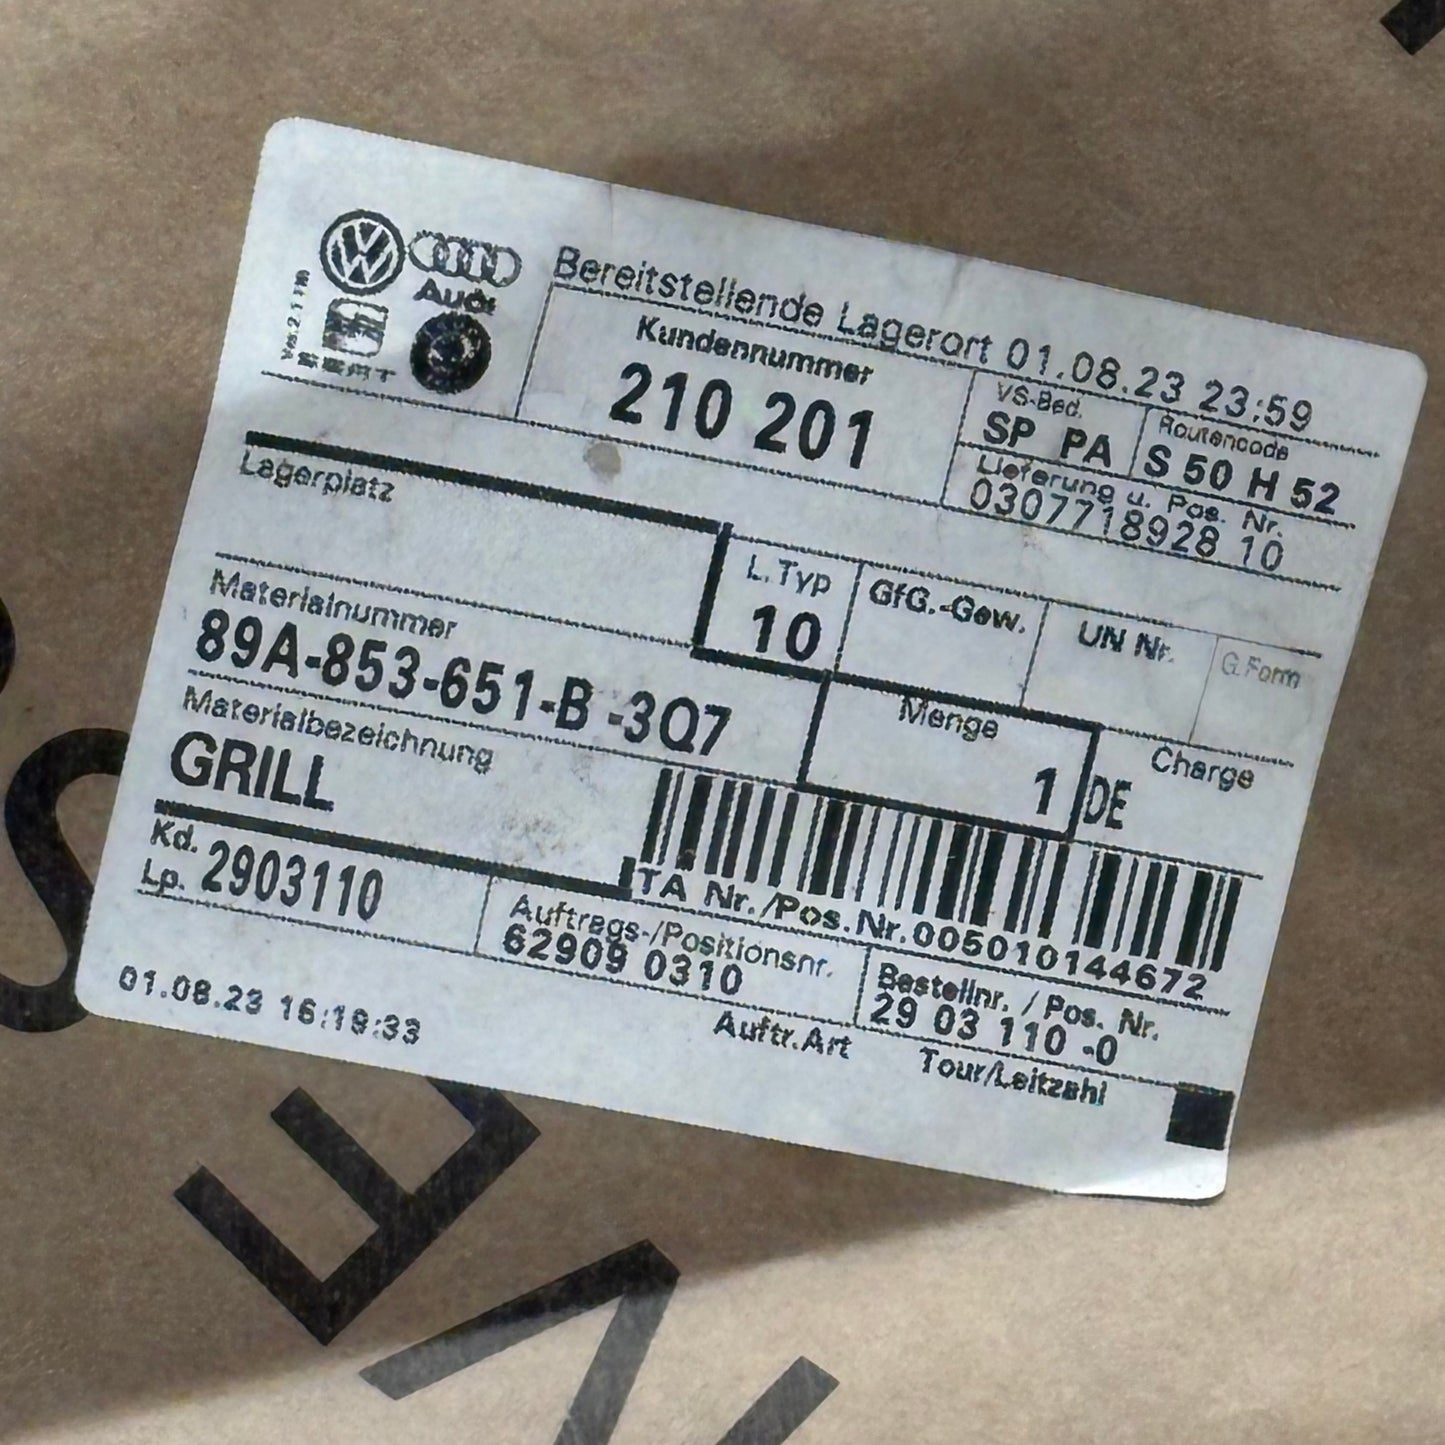 Audi
SEAT
Bereitstellende Lagerort 01.08.23 23:59
Kundennummer
210 201
VS-Bed.
SP PA
Routencode
S 50 H 52
Lieferung u. Pos. Nr.
0307718928 10
Lagerplatz
L.Typ
10
GfG.-Gew.
UN Nr.
G.Form
Materialnummer
89A-853-651-B -3Q7
Menge
1
DE
Charge
Materialbezeichnung
GRILL
TA Nr./Pos.Nr.005010144672
Kd.
Lp. 2903110
Auftrags-/Positionsnr.
629090 0310
Bestellnr. / Pos. Nr.
29 03 110 -0
01.08.23 16:19:33
Auftr.Art
Tour/Leitzahl